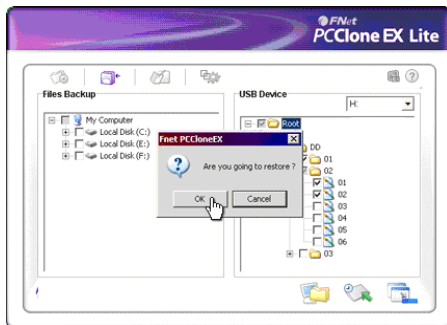 FNet
PCClone EX Lite
Files Backup
USB Device
H:
My Computer
Local Disk (C:)
Local Disk (E:)
Local Disk (F:)
Root
DD
01
02
01
02
03
04
05
06
03
Fnet PCCloneEX
Are you going to restore ?
OK
Cancel